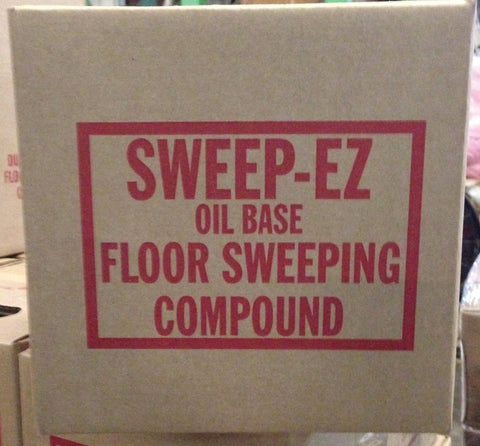 SWEEP-EZ
OIL BASE
FLOOR SWEEPING
COMPOUND